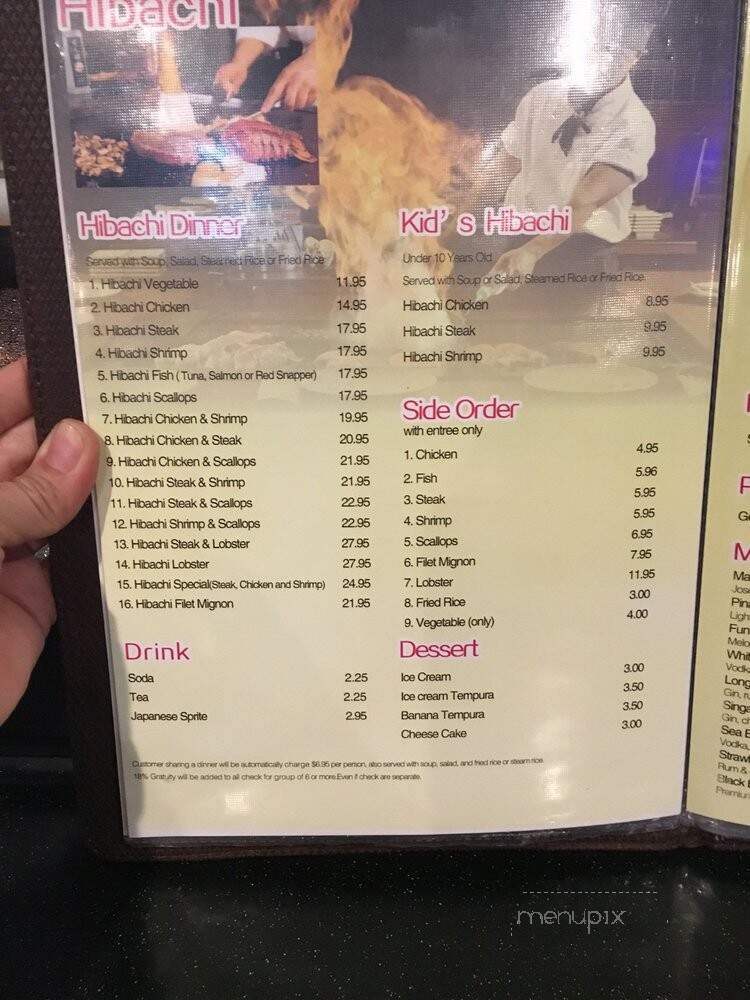 Hibachi
Hibachi Dinner
Served with Soup, Salad, Steamed Rice or Fried Rice
1. Hibachi Vegetable 11.95
2. Hibachi Chicken 14.95
3. Hibachi Steak 17.95
4. Hibachi Shrimp 17.95
5. Hibachi Fish ( Tuna, Salmon or Red Snapper) 17.95
6. Hibachi Scallops 17.95
7. Hibachi Chicken & Shrimp 19.95
8. Hibachi Chicken & Steak 20.95
9. Hibachi Chicken & Scallops 21.95
10. Hibachi Steak & Shrimp 21.95
11. Hibachi Steak & Scallops 22.95
12. Hibachi Shrimp & Scallops 22.95
13. Hibachi Steak & Lobster 27.95
14. Hibachi Lobster 27.95
15. Hibachi Special(Steak, Chicken and Shrimp) 24.95
16. Hibachi Filet Mignon 21.95
Drink
Soda 2.25
Tea 2.25
Japanese Sprite 2.95
Kid's Hibachi
Under 10 Years Old
Served with Soup or Salad, Steamed Rice or Fried Rice.
Hibachi Chicken 8.95
Hibachi Steak 9.95
Hibachi Shrimp 9.95
Side Order
with entree only
1. Chicken 4.95
2. Fish 5.96
3. Steak 5.95
4. Shrimp 5.95
5. Scallops 6.95
6. Filet Mignon 7.95
7. Lobster 11.95
8. Fried Rice 3.00
9. Vegetable (only) 4.00
Dessert
Ice Cream 3.00
Ice cream Tempura 3.50
Banana Tempura 3.50
Cheese Cake 3.00
Customer sharing a dinner will be automatically charge $6.95 per person, also served with soup, salad, and fried rice or steam rice.
18% Gratuity will be added to all check for group of 6 or more.Even if check are separate.
menupix